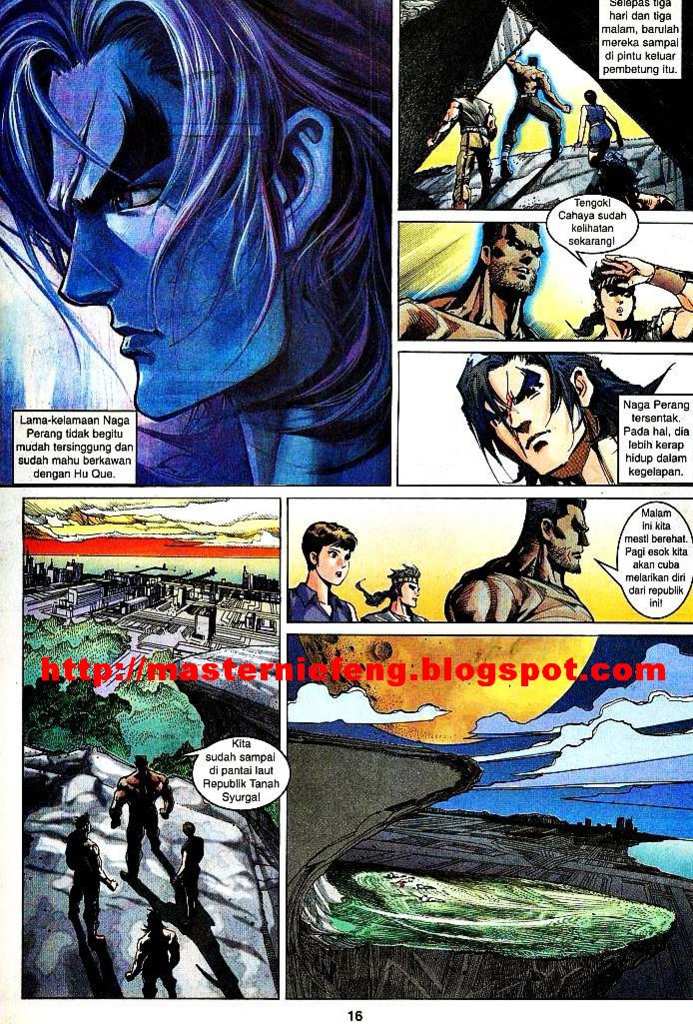 Lama-kelamaan Naga
Perang tidak begitu
mudah tersinggung dan
sudah mahu berkawan
dengan Hu Que.
Selepas tiga
hari dan tiga
malam, barulah
mereka sampai
di pintu keluar
pembetung itu.
Tengok!
Cahaya sudah
kelihatan
sekarang!
Naga Perang
tersentak.
Pada hal, dia
lebih kerap
hidup dalam
kegelapan.
Kita
sudah sampai
di pantai laut
Republik Tanah
Syurga!
Malam
ini kita
mesti berehat.
Pagi esok kita
akan cuba
melarikan diri
dari republik
ini!
http://masterniefeng.blogspot.com
16